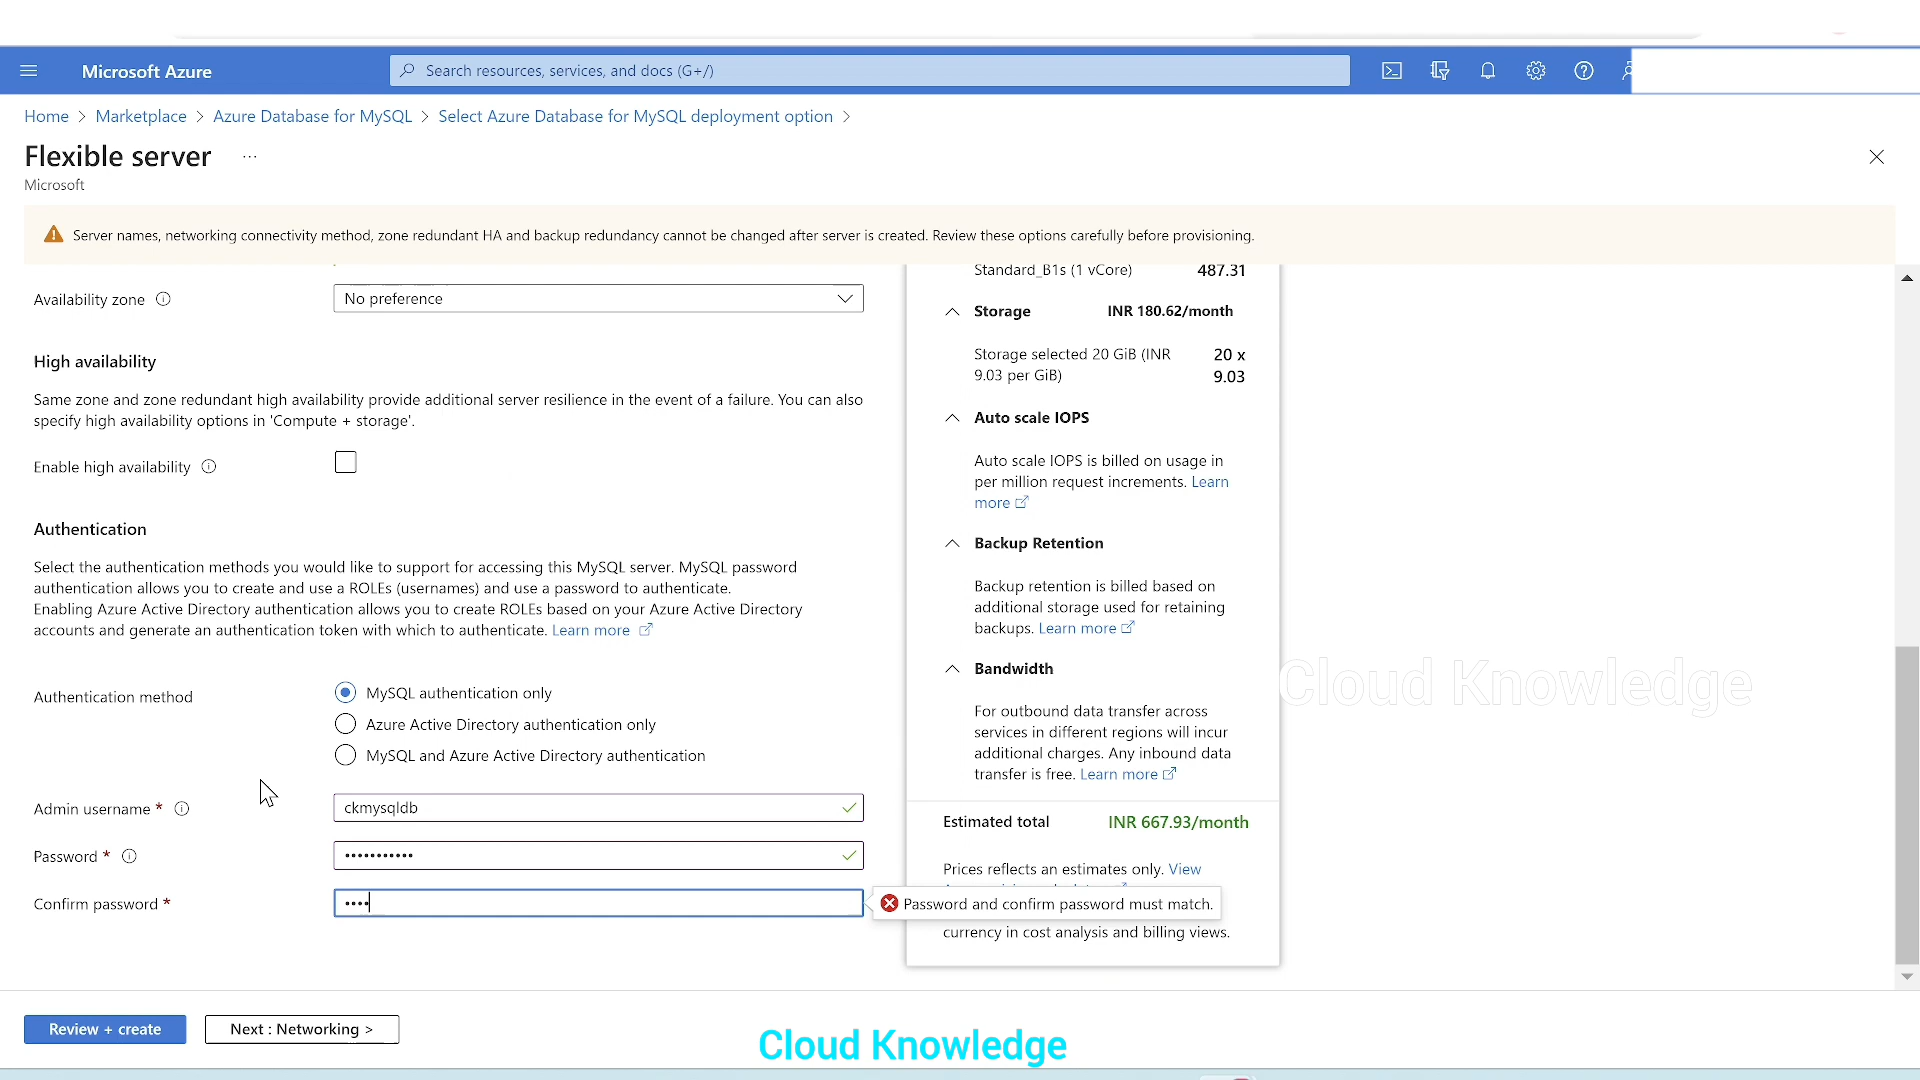 Microsoft Azure
Search resources, services, and docs (G+/)
Home > Marketplace > Azure Database for MySQL > Select Azure Database for MySQL deployment option >
Flexible server ...
Microsoft
Server names, networking connectivity method, zone redundant HA and backup redundancy cannot be changed after server is created. Review these options carefully before provisioning.
Availability zone
No preference
High availability
Same zone and zone redundant high availability provide additional server resilience in the event of a failure. You can also
specify high availability options in 'Compute + storage'.
Enable high availability
Authentication
Select the authentication methods you would like to support for accessing this MySQL server. MySQL password
authentication allows you to create and use a ROLEs (usernames) and use a password to authenticate.
Enabling Azure Active Directory authentication allows you to create ROLEs based on your Azure Active Directory
accounts and generate an authentication token with which to authenticate. Learn more
Authentication method
MySQL authentication only
Azure Active Directory authentication only
MySQL and Azure Active Directory authentication
Admin username *
ckmysqldb
Password *
•••••••••••
Confirm password *
••••
Password and confirm password must match.
Standard_B1s (1 vCore) 487.31
Storage INR 180.62/month
Storage selected 20 GiB (INR 20 x
9.03 per GiB) 9.03
Auto scale IOPS
Auto scale IOPS is billed on usage in
per million request increments. Learn
more
Backup Retention
Backup retention is billed based on
additional storage used for retaining
backups. Learn more
Bandwidth
For outbound data transfer across
services in different regions will incur
additional charges. Any inbound data
transfer is free. Learn more
Estimated total INR 667.93/month
Prices reflects an estimates only. View
currency in cost analysis and billing views.
Cloud Knowledge
Review + create
Next : Networking >
Cloud Knowledge